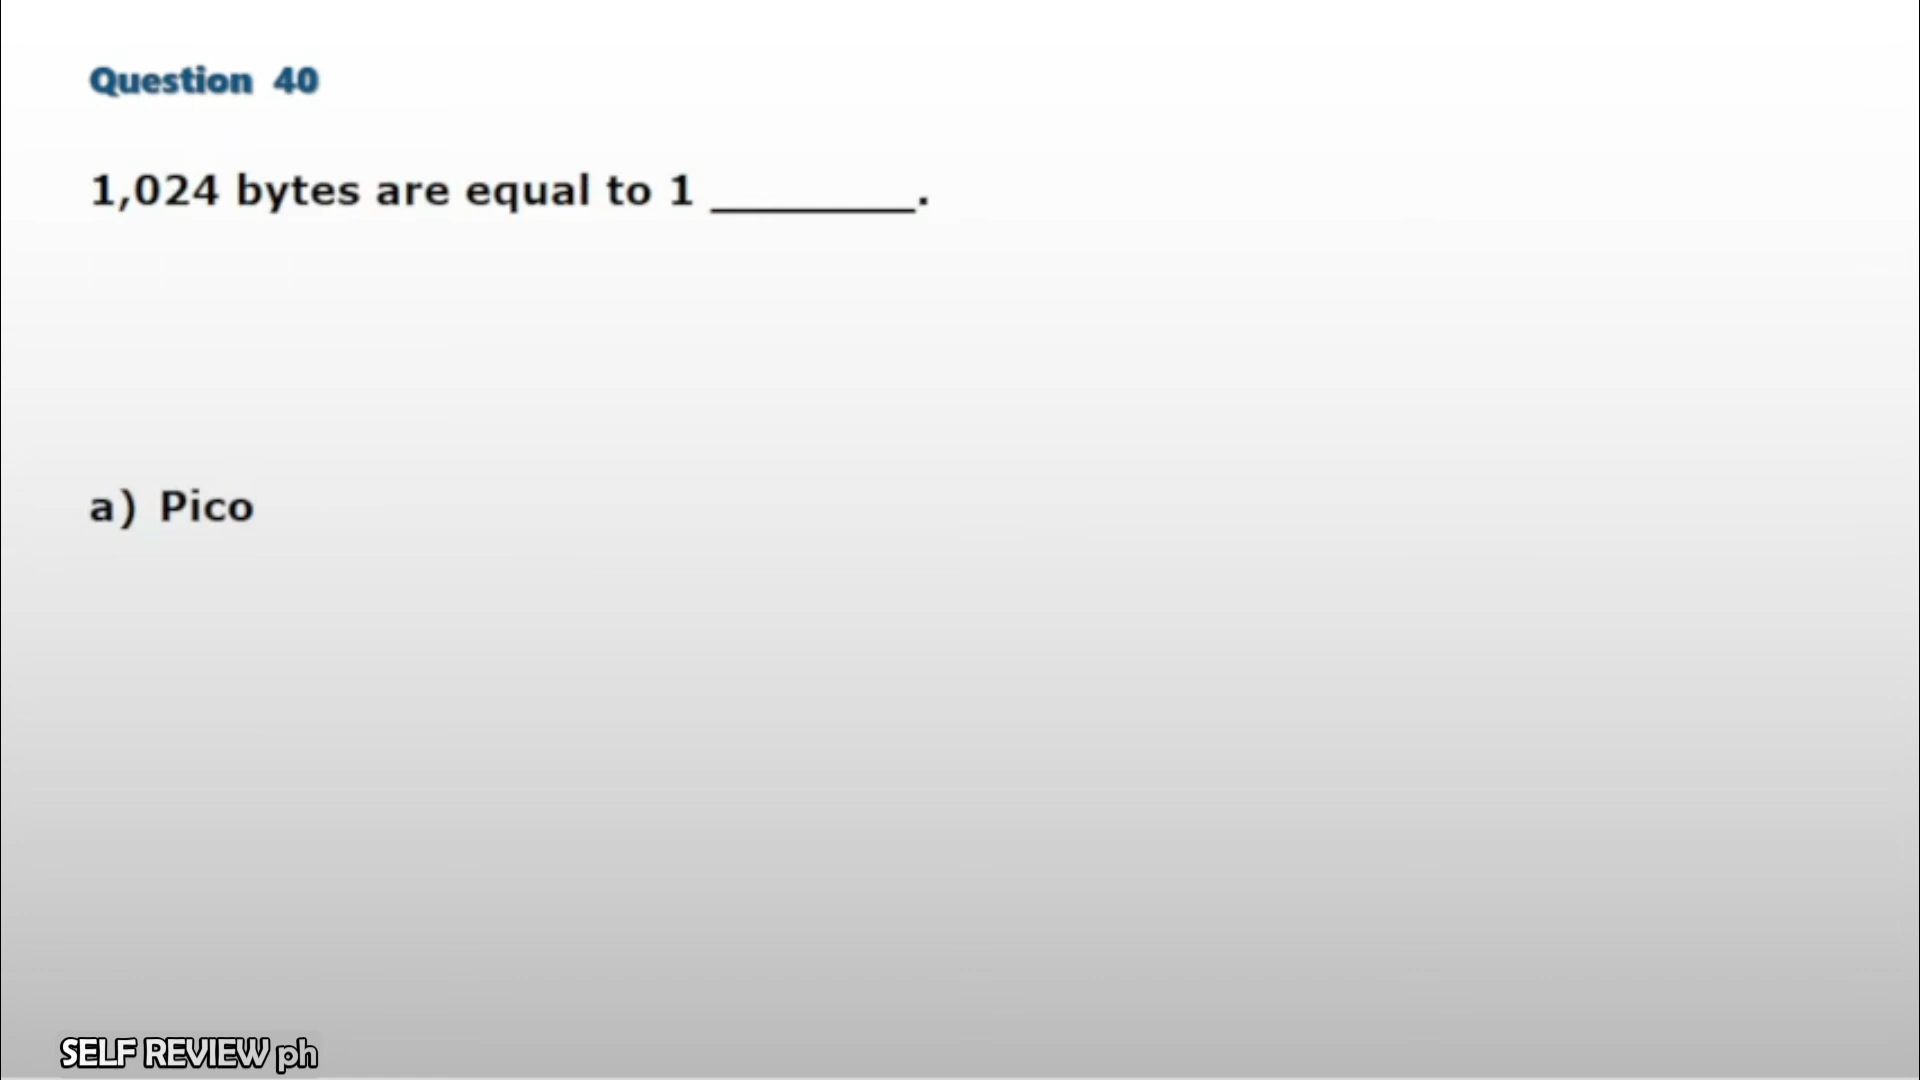 Question 40
1,024 bytes are equal to 1 ________.
a) Pico
SELF REVIEW ph